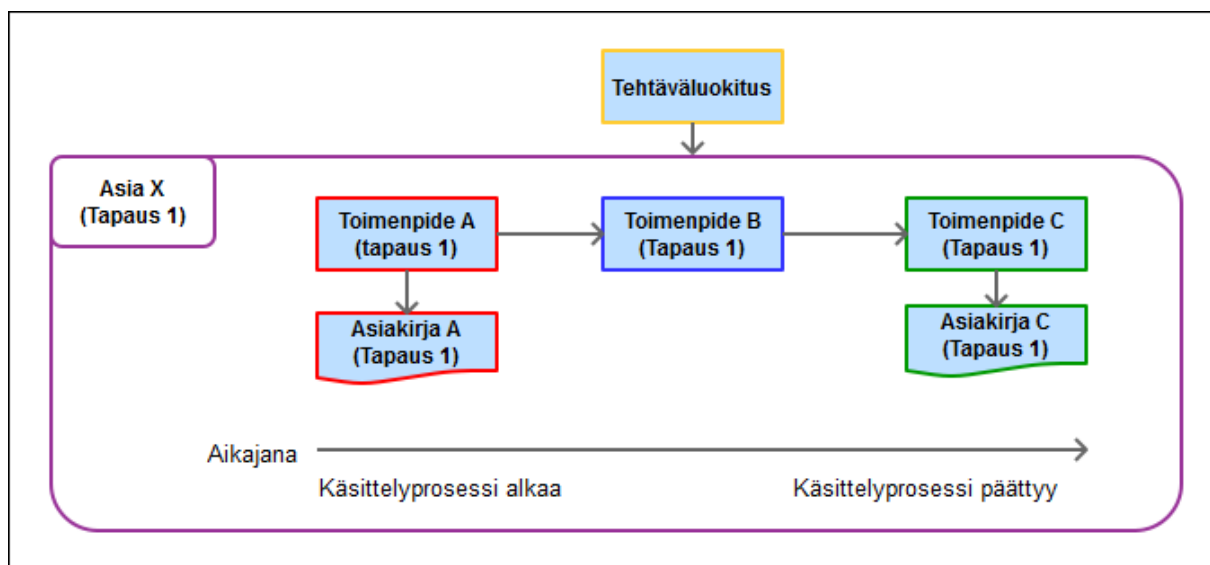 Tehtäväluokitus
Asia X
(Tapaus 1)
Toimenpide A
(tapaus 1)
Toimenpide B
(Tapaus 1)
Toimenpide C
(Tapaus 1)
Asiakirja A
(Tapaus 1)
Asiakirja C
(Tapaus 1)
Aikajana
Käsittelyprosessi alkaa
Käsittelyprosessi päättyy